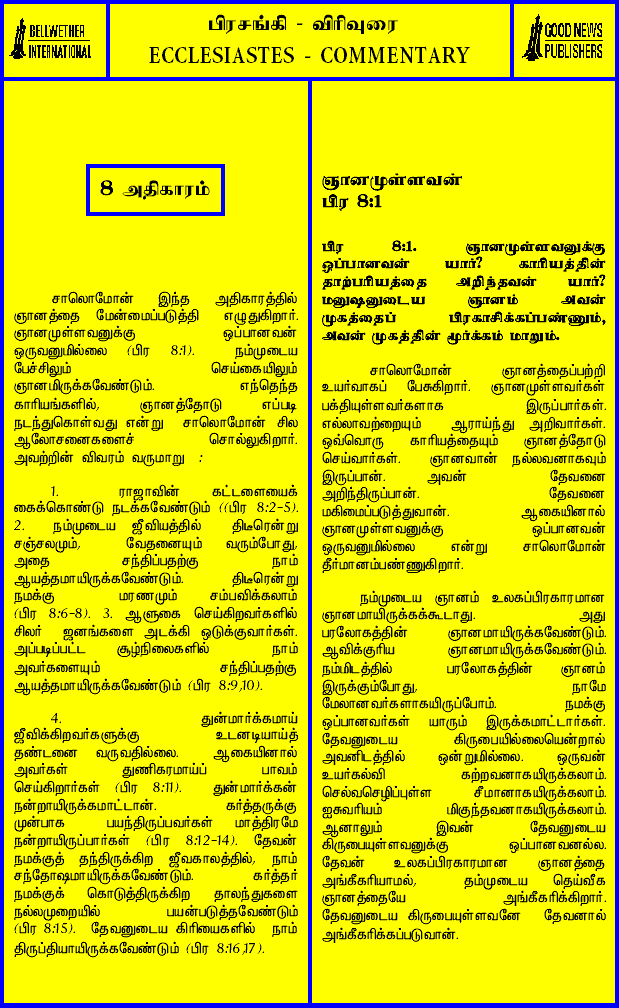 BELLWETHER
INTERNATIONAL
பிரசங்கி - விரிவுரை
ECCLESIASTES - COMMENTARY
GOOD NEWS
PUBLISHERS
8 அதிகாரம்
சாலொமோன் இந்த அதிகாரத்தில்
ஞானத்தை மேன்மைப்படுத்தி எழுதுகிறார்.
ஞானமுள்ளவனுக்கு ஒப்பானவன்
ஒருவனுமில்லை (பிர 8:1). நம்முடைய
பேச்சிலும் செய்கையிலும்
ஞானமிருக்கவேண்டும். எந்தெந்த
காரியங்களில், ஞானத்தோடு எப்படி
நடந்துகொள்வது என்று சாலொமோன் சில
ஆலோசனைகளைச் சொல்லுகிறார்.
அவற்றின் விவரம் வருமாறு :
1. ராஜாவின் கட்டளையைக்
கைக்கொண்டு நடக்கவேண்டும் ((பிர 8:2-5).
2. நம்முடைய ஜீவியத்தில் திடீரென்று
சஞ்சலமும், வேதனையும் வரும்போது,
அதை சந்திப்பதற்கு நாம்
ஆயத்தமாயிருக்கவேண்டும். திடீரென்று
நமக்கு மரணமும் சம்பவிக்கலாம்
(பிர 8:6-8). 3. ஆளுகை செய்கிறவர்களில்
சிலர் ஜனங்களை அடக்கி ஒடுக்குவார்கள்.
அப்படிப்பட்ட சூழ்நிலைகளில் நாம்
அவர்களையும் சந்திப்பதற்கு
ஆயத்தமாயிருக்கவேண்டும் (பிர 8:9,10).
4. துன்மார்க்கமாய்
ஜீவிக்கிறவர்களுக்கு உடனடியாய்த்
தண்டனை வருவதில்லை. ஆகையினால்
அவர்கள் துணிகரமாய்ப் பாவம்
செய்கிறார்கள் (பிர 8:11). துன்மார்க்கன்
நன்றாயிருக்கமாட்டான். கர்த்தருக்கு
முன்பாக பயந்திருப்பவர்கள் மாத்திரமே
நன்றாயிருப்பார்கள் (பிர 8:12-14). தேவன்
நமக்குத் தந்திருக்கிற ஜீவகாலத்தில், நாம்
சந்தோஷமாயிருக்கவேண்டும். கர்த்தர்
நமக்குக் கொடுத்திருக்கிற தாலந்துகளை
நல்லமுறையில் பயன்படுத்தவேண்டும்
(பிர 8:15). தேவனுடைய கிரியைகளில் நாம்
திருப்தியாயிருக்கவேண்டும் (பிர 8:16,17).
ஞானமுள்ளவன்
பிர 8:1
பிர 8:1. ஞானமுள்ளவனுக்கு
ஒப்பானவன் யார்? காரியத்தின்
தாற்பரியத்தை அறிந்தவன் யார்?
மனுஷனுடைய ஞானம் அவன்
முகத்தைப் பிரகாசிக்கப்பண்ணும்,
அவன் முகத்தின் மூர்க்கம் மாறும்.
சாலொமோன் ஞானத்தைப்பற்றி
உயர்வாகப் பேசுகிறார். ஞானமுள்ளவர்கள்
பக்தியுள்ளவர்களாக இருப்பார்கள்.
எல்லாவற்றையும் ஆராய்ந்து அறிவார்கள்.
ஒவ்வொரு காரியத்தையும் ஞானத்தோடு
செய்வார்கள். ஞானவான் நல்லவனாகவும்
இருப்பான். அவன் தேவனை
அறிந்திருப்பான். தேவனை
மகிமைப்படுத்துவான். ஆகையினால்
ஞானமுள்ளவனுக்கு ஒப்பானவன்
ஒருவனுமில்லை என்று சாலொமோன்
தீர்மானம்பண்ணுகிறார்.
நம்முடைய ஞானம் உலகப்பிரகாரமான
ஞானமாயிருக்கக்கூடாது. அது
பரலோகத்தின் ஞானமாயிருக்கவேண்டும்.
ஆவிக்குரிய ஞானமாயிருக்கவேண்டும்.
நம்மிடத்தில் பரலோகத்தின் ஞானம்
இருக்கும்போது, நாமே
மேலானவர்களாகயிருப்போம். நமக்கு
ஒப்பானவர்கள் யாரும் இருக்கமாட்டார்கள்.
தேவனுடைய கிருபையில்லையென்றால்
அவனிடத்தில் ஒன்றுமில்லை. ஒருவன்
உயர்கல்வி கற்றவனாகயிருக்கலாம்.
செல்வசெழிப்புள்ள சீமானாகயிருக்கலாம்.
ஐசுவரியம் மிகுந்தவனாகயிருக்கலாம்.
ஆனாலும் இவன் தேவனுடைய
கிருபையுள்ளவனுக்கு ஒப்பானவனல்ல.
தேவன் உலகப்பிரகாரமான ஞானத்தை
அங்கீகரியாமல், தம்முடைய தெய்வீக
ஞானத்தையே அங்கீகரிக்கிறார்.
தேவனுடைய கிருபையுள்ளவனே தேவனால்
அங்கீகரிக்கப்படுவான்.